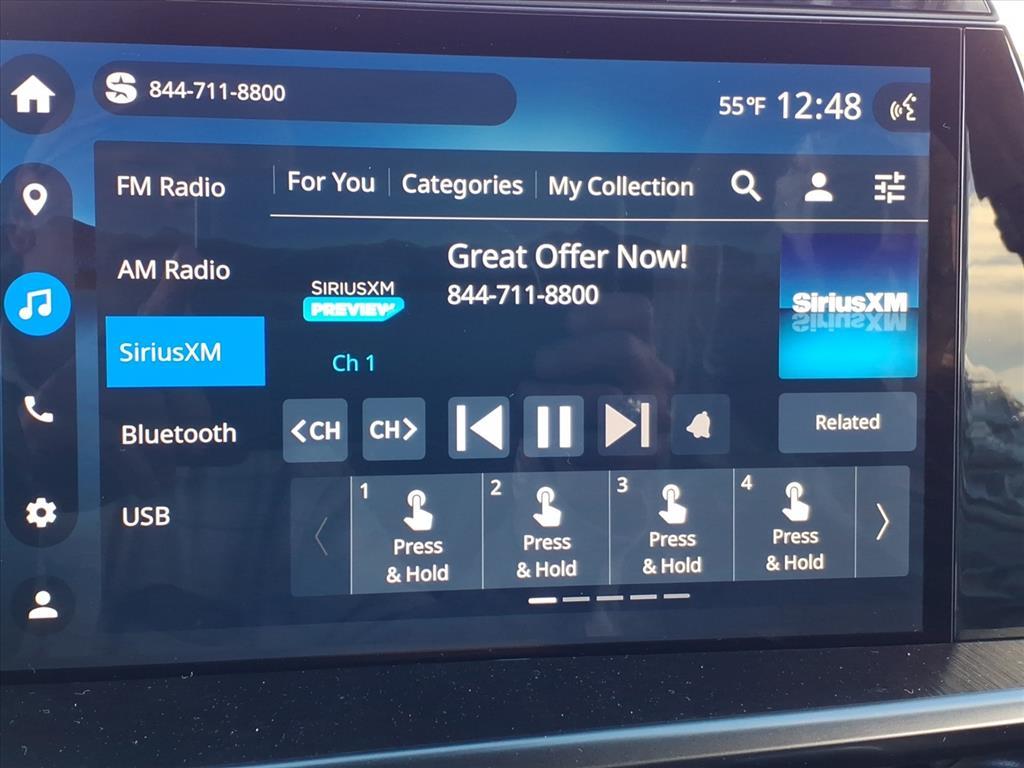 844-711-8800
55°F 12:48
FM Radio
For You
Categories
My Collection
AM Radio
SiriusXM
Bluetooth
USB
Great Offer Now!
844-711-8800
SIRIUSXM
PREVIEW
Ch 1
SiriusXM
<CH
CH>
Related
1
Press
& Hold
2
Press
& Hold
3
Press
& Hold
4
Press
& Hold